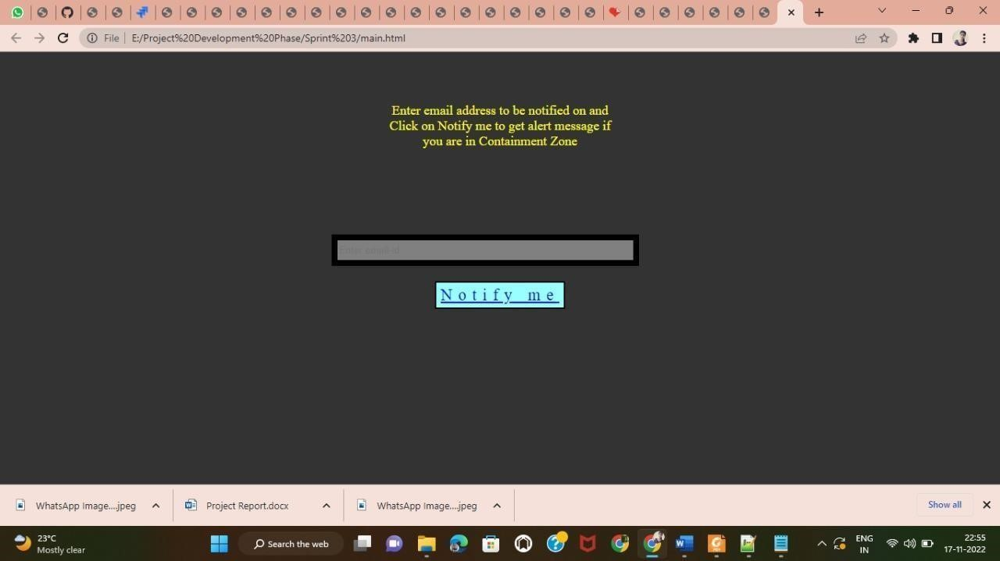 File
E:/Project%20Development%20Phase/Sprint%203/main.html
Enter email address to be notified on and
Click on Notify me to get alert message if
you are in Containment Zone
Enter email-id
Notify me
WhatsApp Image....jpeg
Project Report.docx
WhatsApp Image....jpeg
Show all
23°C
Mostly clear
Search the web
ENG
IN
22:55
17-11-2022